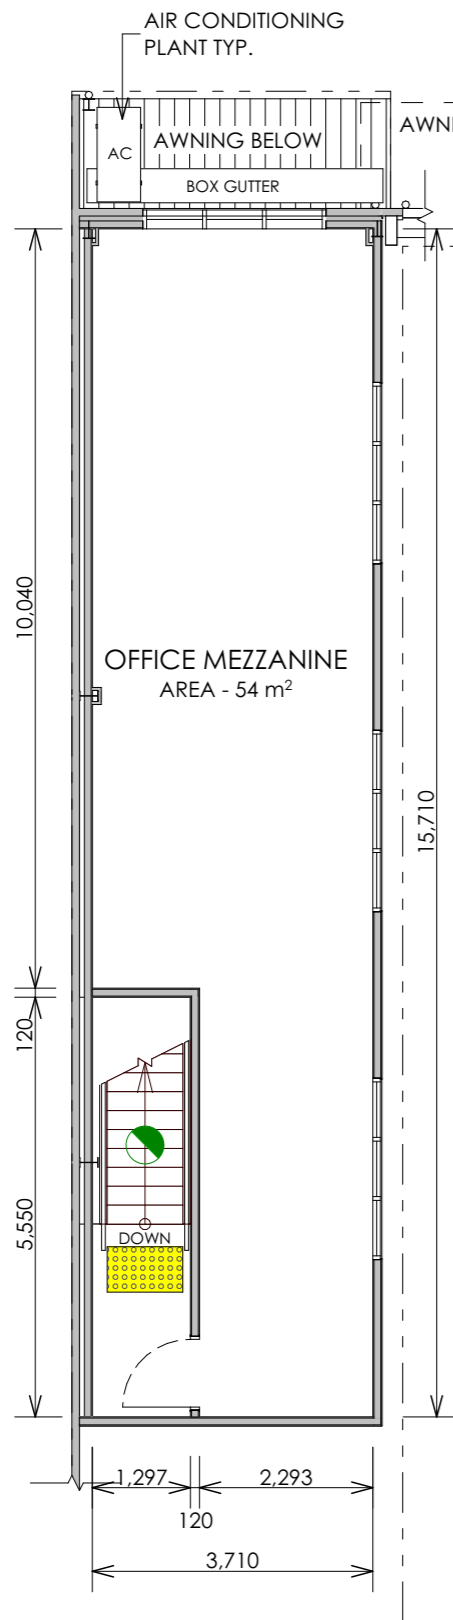 AIR CONDITIONING
PLANT TYP.
AWNI
AC
AWNING BELOW
BOX GUTTER
10,040
OFFICE MEZZANINE
AREA - 54 m²
15,710
120
5,550
DOWN
1,297
2,293
120
3,710